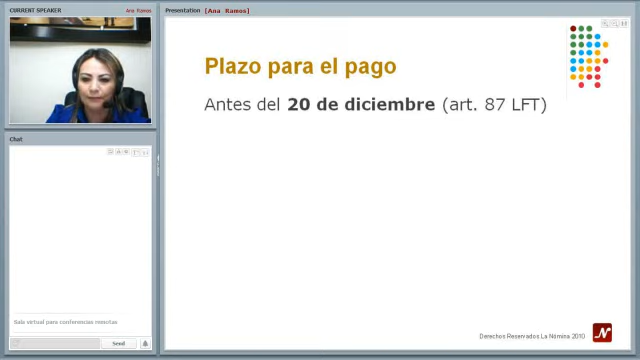 CURRENT SPEAKER
Ana Ramos
Presentation [Ana Ramos]
Plazo para el pago
Antes del 20 de diciembre (art. 87 LFT)
Chat
Sala virtual para conferencias remotas
Send
Derechos Reservados La Nómina 2010
N